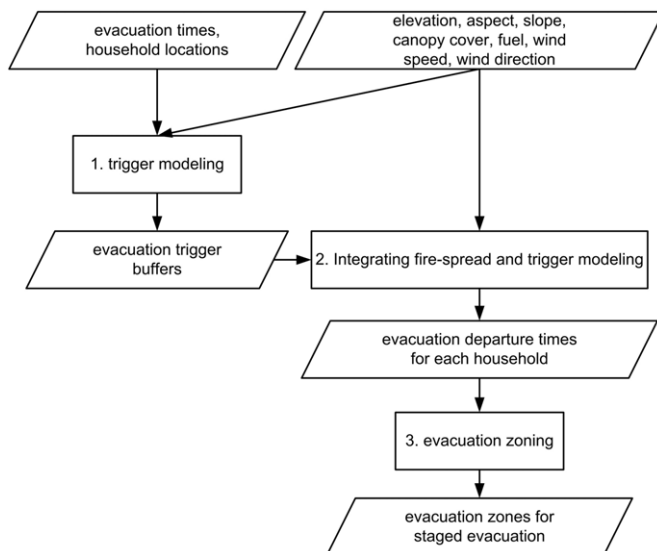 evacuation times,
household locations
elevation, aspect, slope,
canopy cover, fuel, wind
speed, wind direction
1. trigger modeling
evacuation trigger
buffers
2. Integrating fire-spread and trigger modeling
evacuation departure times
for each household
3. evacuation zoning
evacuation zones for
staged evacuation